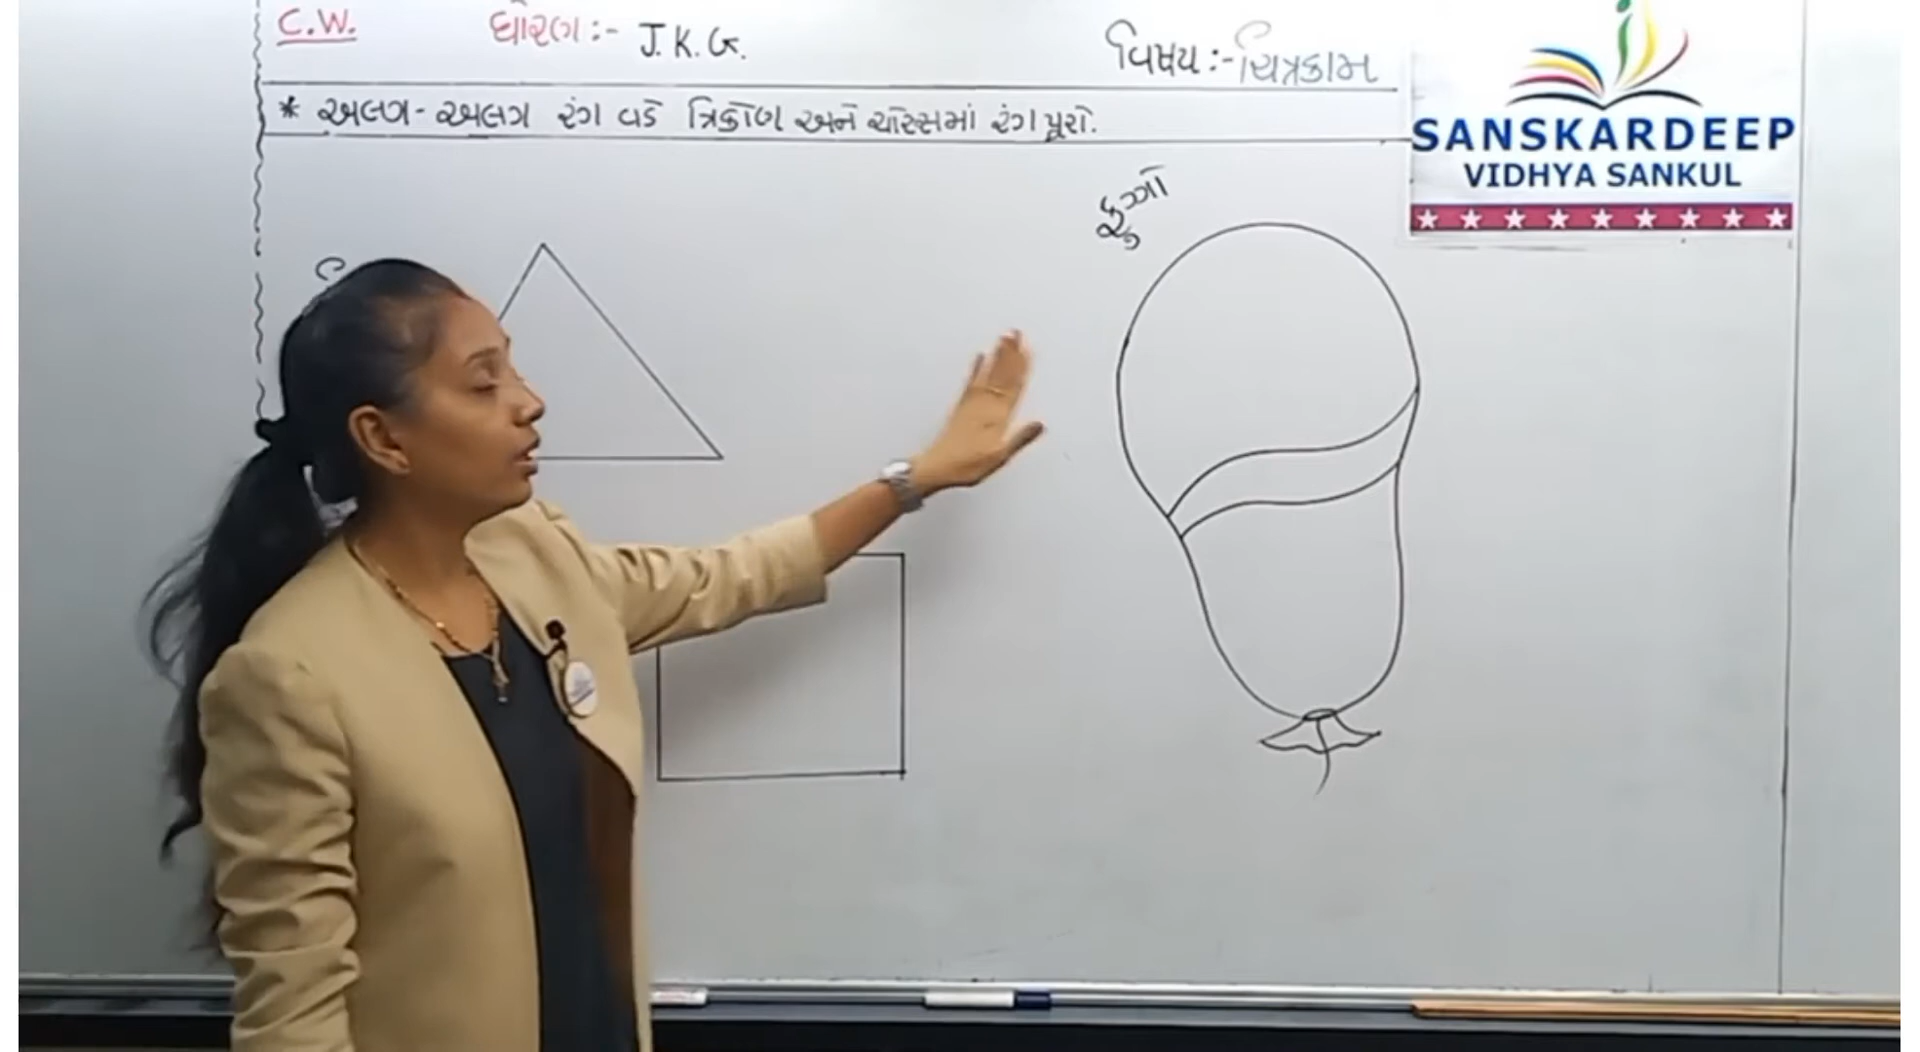 C.W.
ધોરણ :- J.K.G.
વિષય :- ચિત્રકામ
* અલગ - અલગ રંગ વડે ત્રિકોણ અને ચોરસમાં રંગ પૂરો.
SANSKARDEEP
VIDHYA SANKUL
ફુગ્ગો